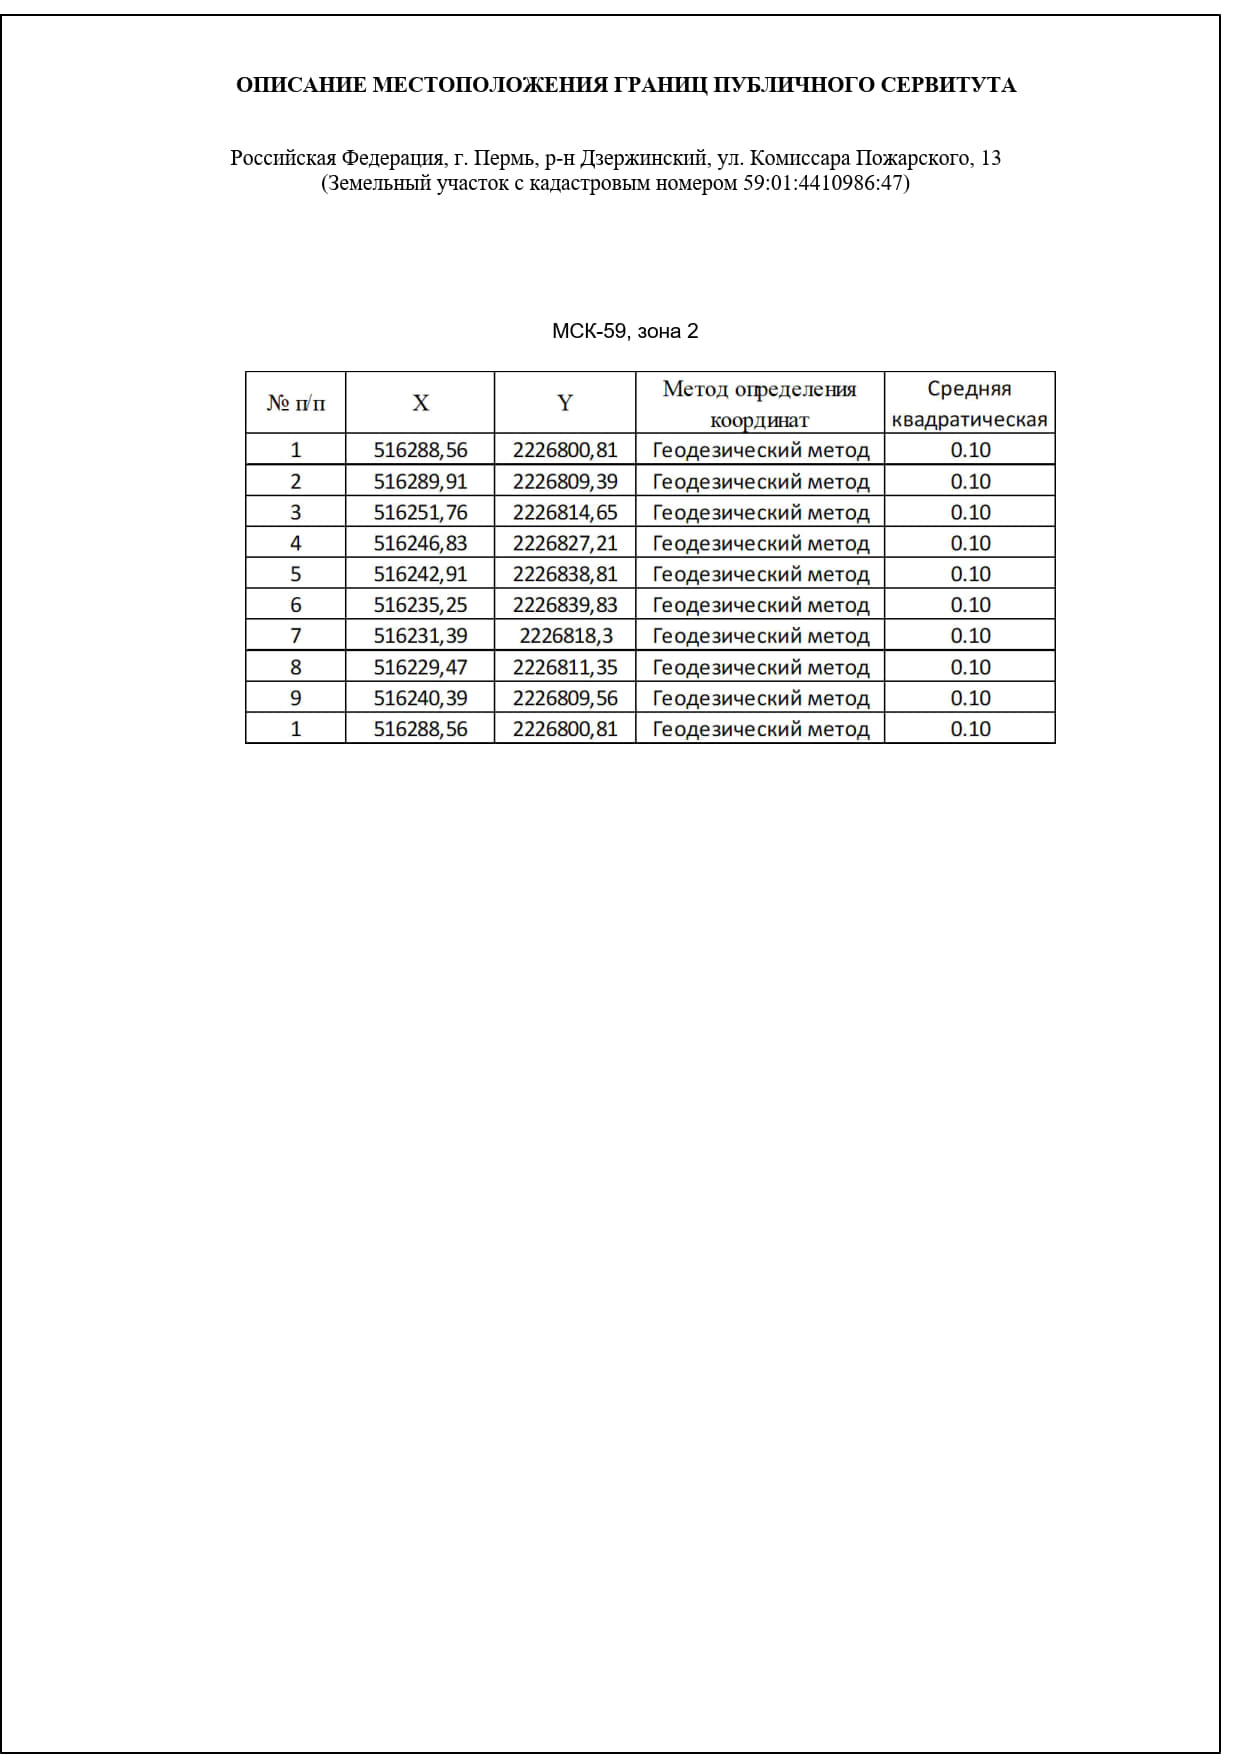 ОПИСАНИЕ МЕСТОПОЛОЖЕНИЯ ГРАНИЦ ПУБЛИЧНОГО СЕРВИТУТА
Российская Федерация, г. Пермь, р-н Дзержинский, ул. Комиссара Пожарского, 13
(Земельный участок с кадастровым номером 59:01:4410986:47)
МСК-59, зона 2
№ п/п X Y Метод определения координат Средняя квадратическая
1 516288,56 2226800,81 Геодезический метод 0.10
2 516289,91 2226809,39 Геодезический метод 0.10
3 516251,76 2226814,65 Геодезический метод 0.10
4 516246,83 2226827,21 Геодезический метод 0.10
5 516242,91 2226838,81 Геодезический метод 0.10
6 516235,25 2226839,83 Геодезический метод 0.10
7 516231,39 2226818,3 Геодезический метод 0.10
8 516229,47 2226811,35 Геодезический метод 0.10
9 516240,39 2226809,56 Геодезический метод 0.10
1 516288,56 2226800,81 Геодезический метод 0.10